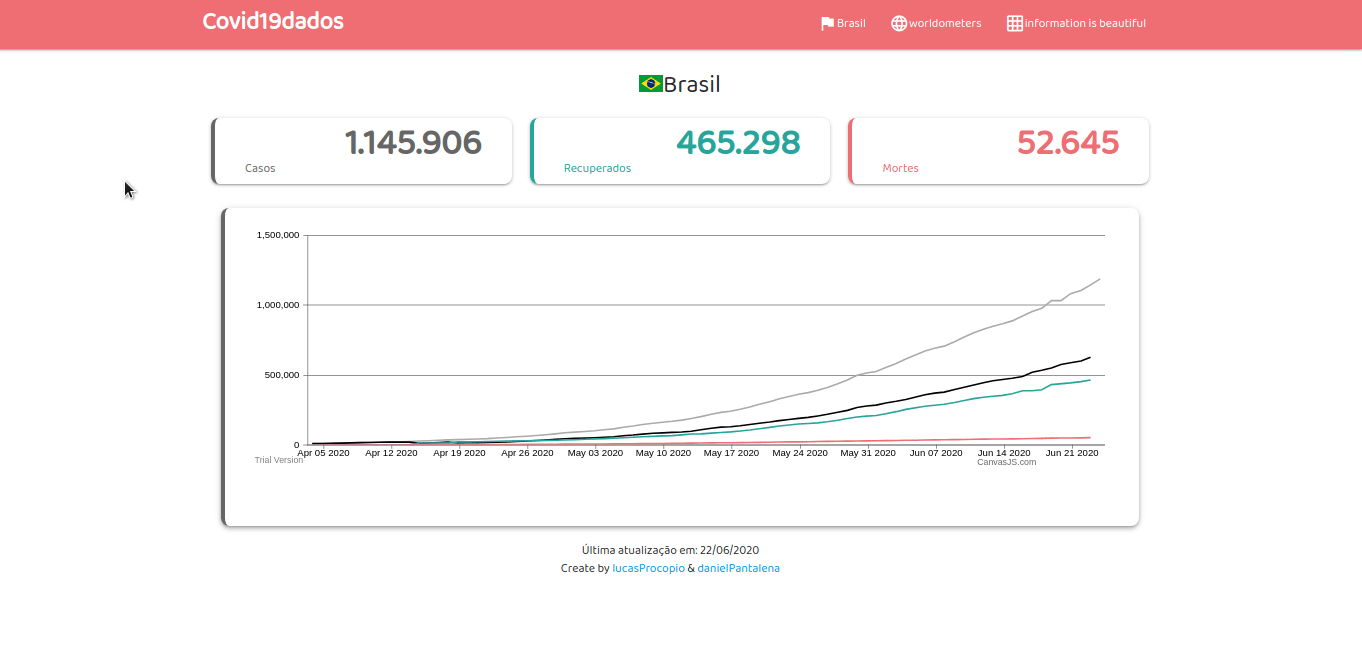 Covid19dados
Brasil worldometers information is beautiful
Brasil
1.145.906
Casos
465.298
Recuperados
52.645
Mortes
1,500,000
1,000,000
500,000
0
Apr 05 2020 Apr 12 2020 Apr 19 2020 Apr 26 2020 May 03 2020 May 10 2020 May 17 2020 May 24 2020 May 31 2020 Jun 07 2020 Jun 14 2020 Jun 21 2020
Trial Version
CanvasJS.com
Última atualização em: 22/06/2020
Create by lucasProcopio & danielPantalena